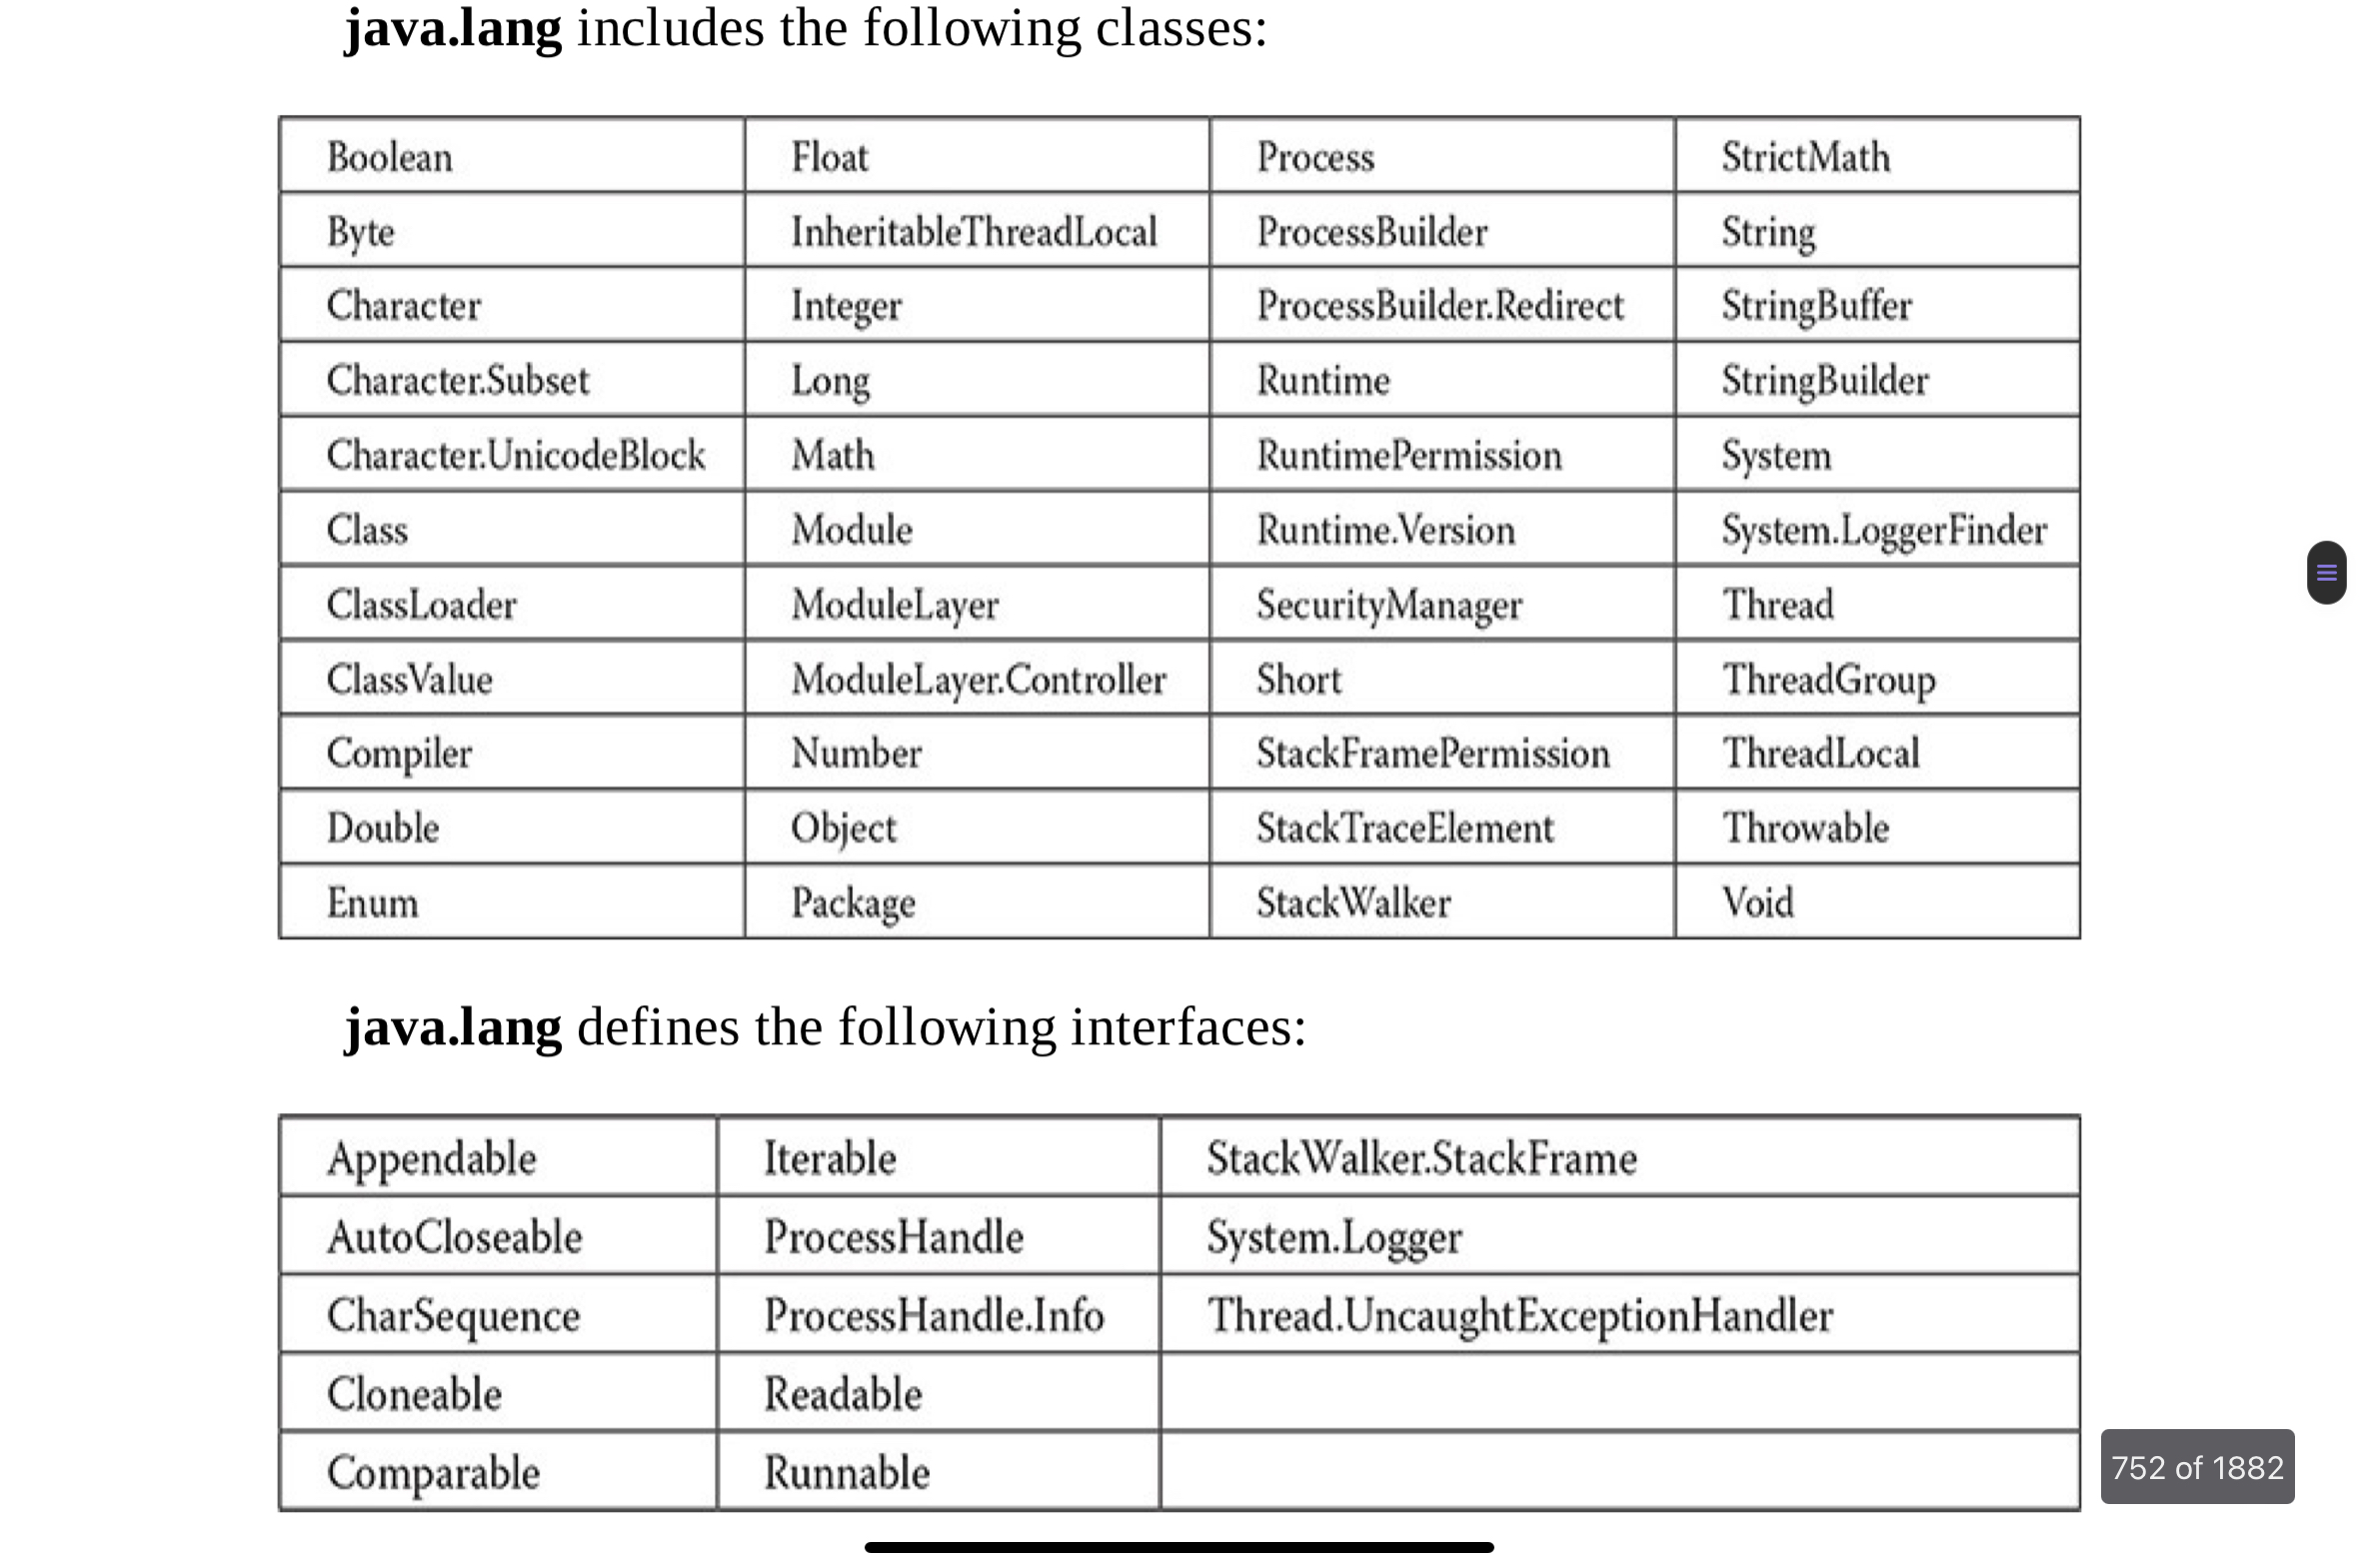 java.lang includes the following classes:
Boolean Float Process StrictMath
Byte InheritableThreadLocal ProcessBuilder String
Character Integer ProcessBuilder.Redirect StringBuffer
Character.Subset Long Runtime StringBuilder
Character.UnicodeBlock Math RuntimePermission System
Class Module Runtime.Version System.LoggerFinder
ClassLoader ModuleLayer SecurityManager Thread
ClassValue ModuleLayer.Controller Short ThreadGroup
Compiler Number StackFramePermission ThreadLocal
Double Object StackTraceElement Throwable
Enum Package StackWalker Void
java.lang defines the following interfaces:
Appendable Iterable StackWalker.StackFrame
AutoCloseable ProcessHandle System.Logger
CharSequence ProcessHandle.Info Thread.UncaughtExceptionHandler
Cloneable Readable
Comparable Runnable
752 of 1882